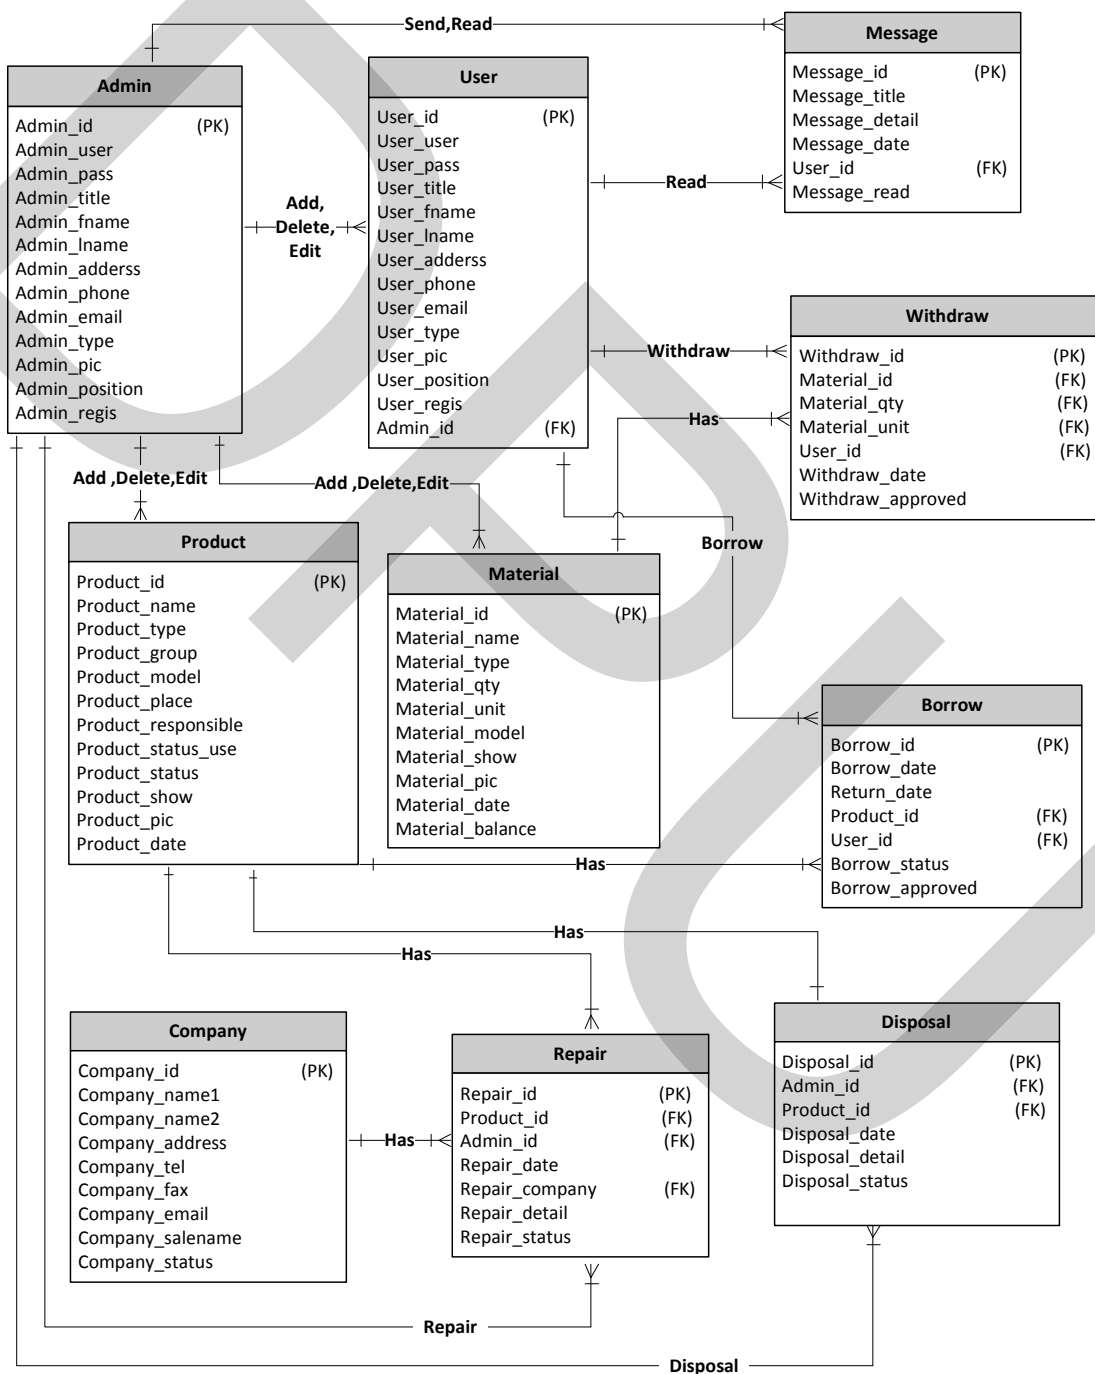 Send,Read
Message
Message_id (PK)
Message_title
Message_detail
Message_date
User_id (FK)
Message_read
Admin
Admin_id (PK)
Admin_user
Admin_pass
Admin_title
Admin_fname
Admin_lname
Admin_adderss
Admin_phone
Admin_email
Admin_type
Admin_pic
Admin_position
Admin_regis
Add,
Delete,
Edit
User
User_id (PK)
User_user
User_pass
User_title
User_fname
User_lname
User_adderss
User_phone
User_email
User_type
User_pic
User_position
User_regis
Admin_id (FK)
Read
Withdraw
Has
Withdraw
Withdraw_id (PK)
Material_id (FK)
Material_qty (FK)
Material_unit (FK)
User_id (FK)
Withdraw_date
Withdraw_approved
Add ,Delete,Edit
Add ,Delete,Edit
Borrow
Product
Product_id (PK)
Product_name
Product_type
Product_group
Product_model
Product_place
Product_responsible
Product_status_use
Product_status
Product_show
Product_pic
Product_date
Material
Material_id (PK)
Material_name
Material_type
Material_qty
Material_unit
Material_model
Material_show
Material_pic
Material_date
Material_balance
Borrow
Borrow_id (PK)
Borrow_date
Return_date
Product_id (FK)
User_id (FK)
Borrow_status
Borrow_approved
Has
Has
Has
Company
Company_id (PK)
Company_name1
Company_name2
Company_address
Company_tel
Company_fax
Company_email
Company_salename
Company_status
Has
Repair
Repair_id (PK)
Product_id (FK)
Admin_id (FK)
Repair_date
Repair_company (FK)
Repair_detail
Repair_status
Disposal
Disposal_id (PK)
Admin_id (FK)
Product_id (FK)
Disposal_date
Disposal_detail
Disposal_status
Repair
Disposal
DPU